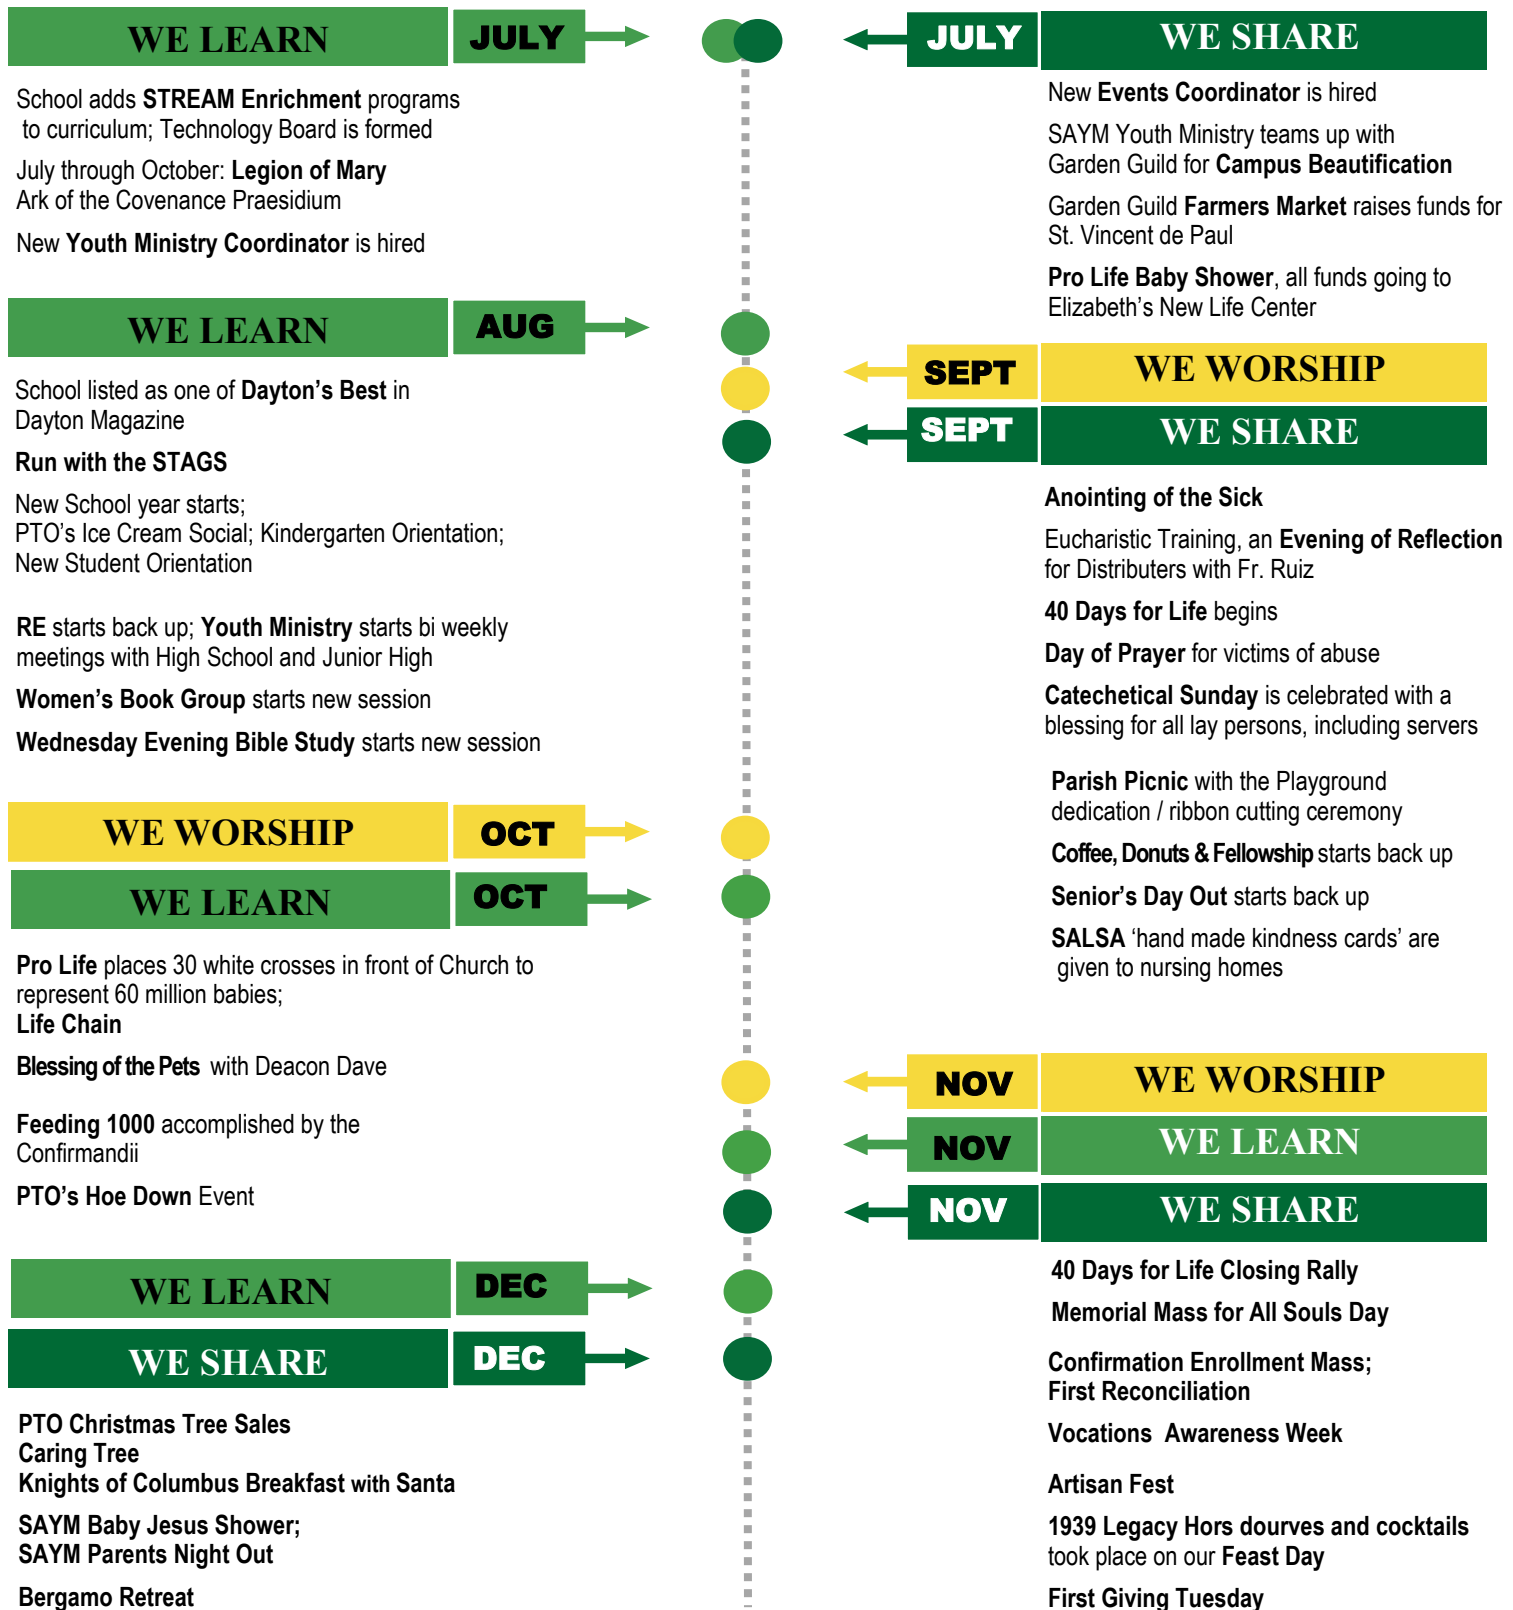 WE LEARN JULY
School adds STREAM Enrichment programs
to curriculum; Technology Board is formed
July through October: Legion of Mary
Ark of the Covenance Praesidium
New Youth Ministry Coordinator is hired
WE LEARN AUG
School listed as one of Dayton’s Best in
Dayton Magazine
Run with the STAGS
New School year starts;
PTO’s Ice Cream Social; Kindergarten Orientation;
New Student Orientation
RE starts back up; Youth Ministry starts bi weekly
meetings with High School and Junior High
Women’s Book Group starts new session
Wednesday Evening Bible Study starts new session
WE WORSHIP OCT
WE LEARN OCT
Pro Life places 30 white crosses in front of Church to
represent 60 million babies;
Life Chain
Blessing of the Pets with Deacon Dave
Feeding 1000 accomplished by the
Confirmandii
PTO’s Hoe Down Event
WE LEARN DEC
WE SHARE DEC
PTO Christmas Tree Sales
Caring Tree
Knights of Columbus Breakfast with Santa
SAYM Baby Jesus Shower;
SAYM Parents Night Out
Bergamo Retreat
JULY WE SHARE
New Events Coordinator is hired
SAYM Youth Ministry teams up with
Garden Guild for Campus Beautification
Garden Guild Farmers Market raises funds for
St. Vincent de Paul
Pro Life Baby Shower, all funds going to
Elizabeth’s New Life Center
SEPT WE WORSHIP
SEPT WE SHARE
Anointing of the Sick
Eucharistic Training, an Evening of Reflection
for Distributers with Fr. Ruiz
40 Days for Life begins
Day of Prayer for victims of abuse
Catechetical Sunday is celebrated with a
blessing for all lay persons, including servers
Parish Picnic with the Playground
dedication / ribbon cutting ceremony
Coffee, Donuts & Fellowship starts back up
Senior’s Day Out starts back up
SALSA ‘hand made kindness cards’ are
given to nursing homes
NOV WE WORSHIP
NOV WE LEARN
NOV WE SHARE
40 Days for Life Closing Rally
Memorial Mass for All Souls Day
Confirmation Enrollment Mass;
First Reconciliation
Vocations Awareness Week
Artisan Fest
1939 Legacy Hors dourves and cocktails
took place on our Feast Day
First Giving Tuesday